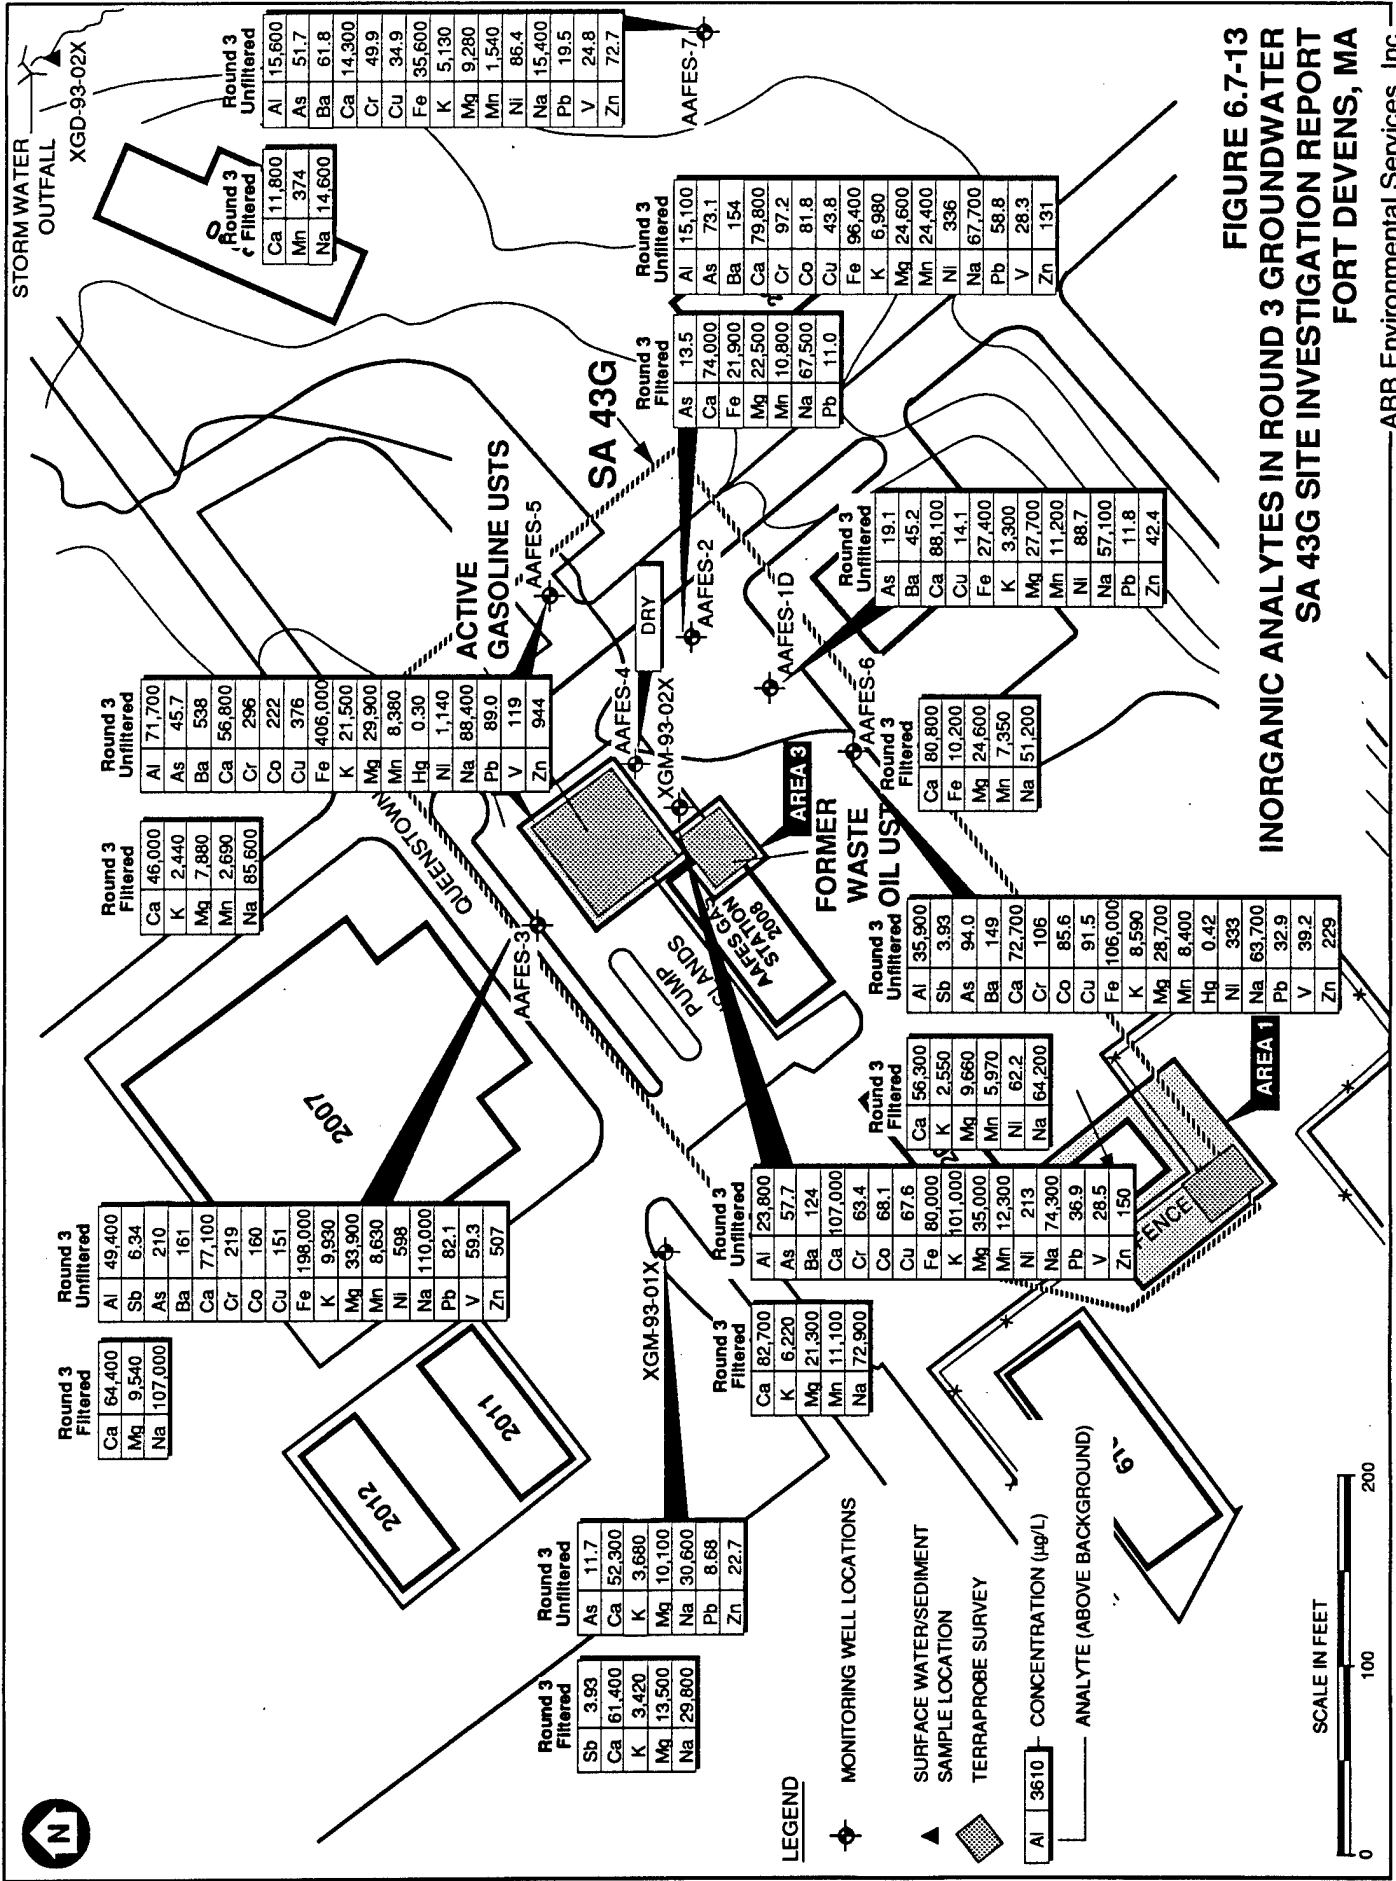 N
STORM WATER
OUTFALL
XGD-93-02X
Round 3
Filtered
Ca 64,400
Mg 9,540
Na 107,000
Round 3
Unfiltered
Al 49,400
Sb 6.34
As 210
Ba 161
Ca 77,100
Cr 219
Co 160
Cu 151
Fe 198,000
K 9,930
Mg 33,900
Mn 8,630
Ni 598
Na 110,000
Pb 82.1
V 59.3
Zn 507
AAFES-3
Round 3
Filtered
Ca 46,000
K 2,440
Mg 7,880
Mn 2,690
Na 85,600
Round 3
Unfiltered
Al 71,700
As 45.7
Ba 538
Ca 56,800
Cr 296
Co 222
Cu 376
Fe 406,000
K 21,500
Mg 29,900
Mn 8,380
Hg 0.30
Ni 1,140
Na 88,400
Pb 89.0
V 119
Zn 944
AAFES-5
Round 3
Filtered
Ca 11,800
Mn 374
Na 14,600
Round 3
Unfiltered
Al 15,600
As 51.7
Ba 61.8
Ca 14,300
Cr 49.9
Cu 34.9
Fe 35,600
K 5,130
Mg 9,280
Mn 1,540
Ni 86.4
Na 15,400
Pb 19.5
V 24.8
Zn 72.7
AAFES-7
2007
2012
2011
QUEENSTOWN
ACTIVE
GASOLINE USTS
SA 43G
AAFES-4
DRY
XGM-93-02X
AAFES-2
AAFES-1D
AAFES-6
PUMP
ISLANDS
AAFES GAS
STATION
2008
AREA 3
FORMER
WASTE
OIL UST
Round 3
Filtered
As 13.5
Ca 74,000
Fe 21,900
Mg 22,500
Mn 10,800
Na 67,500
Pb 11.0
Round 3
Unfiltered
Al 15,100
As 73.1
Ba 154
Ca 79,800
Cr 97.2
Co 81.8
Cu 43.8
Fe 96,400
K 6,980
Mg 24,600
Mn 24,400
Ni 336
Na 67,700
Pb 58.8
V 28.3
Zn 131
Round 3
Filtered
Sb 3.93
Ca 61,400
K 3,420
Mg 13,500
Na 29,800
Round 3
Unfiltered
As 11.7
Ca 52,300
K 3,680
Mg 10,100
Na 30,600
Pb 8.68
Zn 22.7
XGM-93-01X
Round 3
Filtered
Ca 82,700
K 6,220
Mg 21,300
Mn 11,100
Na 72,900
Round 3
Unfiltered
Al 23,800
As 57.7
Ba 124
Ca 107,000
Cr 63.4
Co 68.1
Cu 67.6
Fe 80,000
K 101,000
Mg 35,000
Mn 12,300
Ni 213
Na 74,300
Pb 36.9
V 28.5
Zn 150
Round 3
Filtered
Ca 56,300
K 2,550
Mg 9,660
Mn 5,970
Ni 62.2
Na 64,200
Round 3
Unfiltered
Al 35,900
Sb 3.93
As 94.0
Ba 149
Ca 72,700
Cr 106
Co 85.6
Cu 91.5
Fe 106,000
K 8,590
Mg 28,700
Mn 8,400
Hg 0.42
Ni 333
Na 63,700
Pb 32.9
V 39.2
Zn 229
Round 3
Filtered
Ca 80,800
Fe 10,200
Mg 24,600
Mn 7,350
Na 51,200
Round 3
Unfiltered
As 19.1
Ba 45.2
Ca 88,100
Cu 14.1
Fe 27,400
K 3,300
Mg 27,700
Mn 11,200
Ni 88.7
Na 57,100
Pb 11.8
Zn 42.4
FENCE
AREA 1
LEGEND
MONITORING WELL LOCATIONS
SURFACE WATER/SEDIMENT
SAMPLE LOCATION
TERRAPROBE SURVEY
Al 3610 CONCENTRATION (µg/L)
ANALYTE (ABOVE BACKGROUND)
SCALE IN FEET
0 100 200
FIGURE 6.7-13
INORGANIC ANALYTES IN ROUND 3 GROUNDWATER
SA 43G SITE INVESTIGATION REPORT
FORT DEVENS, MA
ABB Environmental Services, Inc.